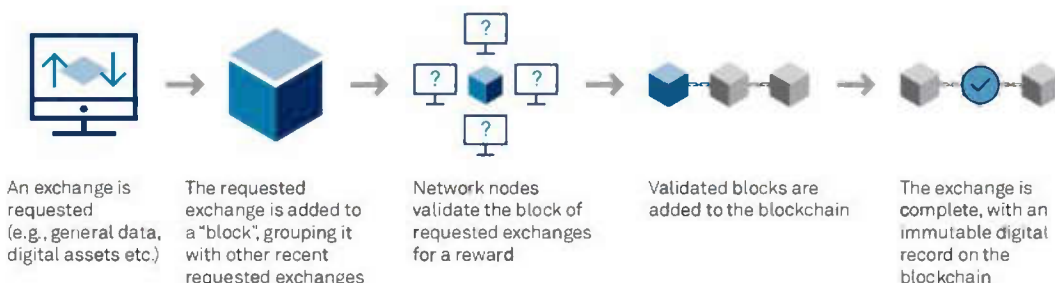 ?
?
?
?
An exchange is
requested
(e.g., general data,
digital assets etc.)
The requested
exchange is added to
a "block", grouping it
with other recent
requested exchanges
Network nodes
validate the block of
requested exchanges
for a reward
Validated blocks are
added to the blockchain
The exchange is
complete, with an
immutable digital
record on the
blockchain